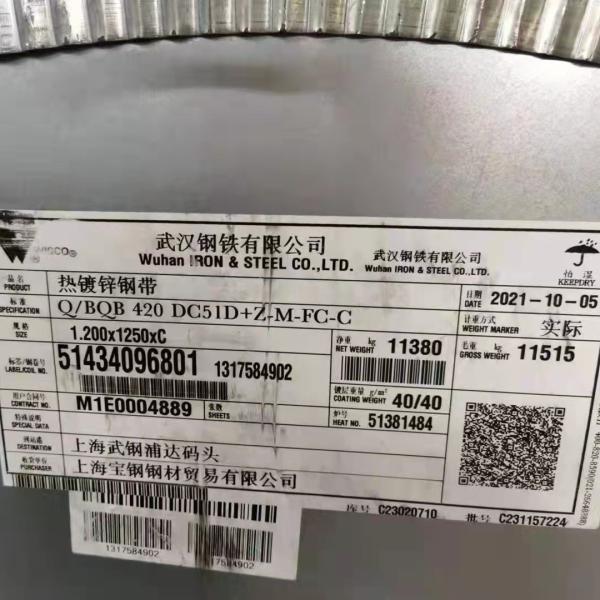 WISCO®
武汉钢铁有限公司
Wuhan IRON & STEEL CO.,LTD.
武汉钢铁有限公司
Wuhan IRON & STEEL CO.,LTD.
怕湿
KEEPDRY
品名
PRODUCT
热镀锌钢带
日期
DATE
2021-10-05
标准
SPECIFICATION
Q/BQB 420 DC51D+Z-M-FC-C
计重方式
WEIGHT MARKER
实际
规格
SIZE
1.200x1250xC
净重 kg
NET WEIGHT
11380
毛重 kg
GROSS WEIGHT
11515
标签/钢卷号
LABEL/COIL NO.
51434096801
1317584902
镀层重量 g/m²
COATING WEIGHT
40/40
用户合同号
CONTRACT NO.
M1E0004889
张数
SHEETS
炉号
HEAT NO.
51381484
特殊说明
SPECIAL DATA
到站港
DESTINATION
上海武钢浦达码头
收货单位
PURCHASER
上海宝钢钢材贸易有限公司
库号 C23020710
批号 C231157224
1317584902
1317584902